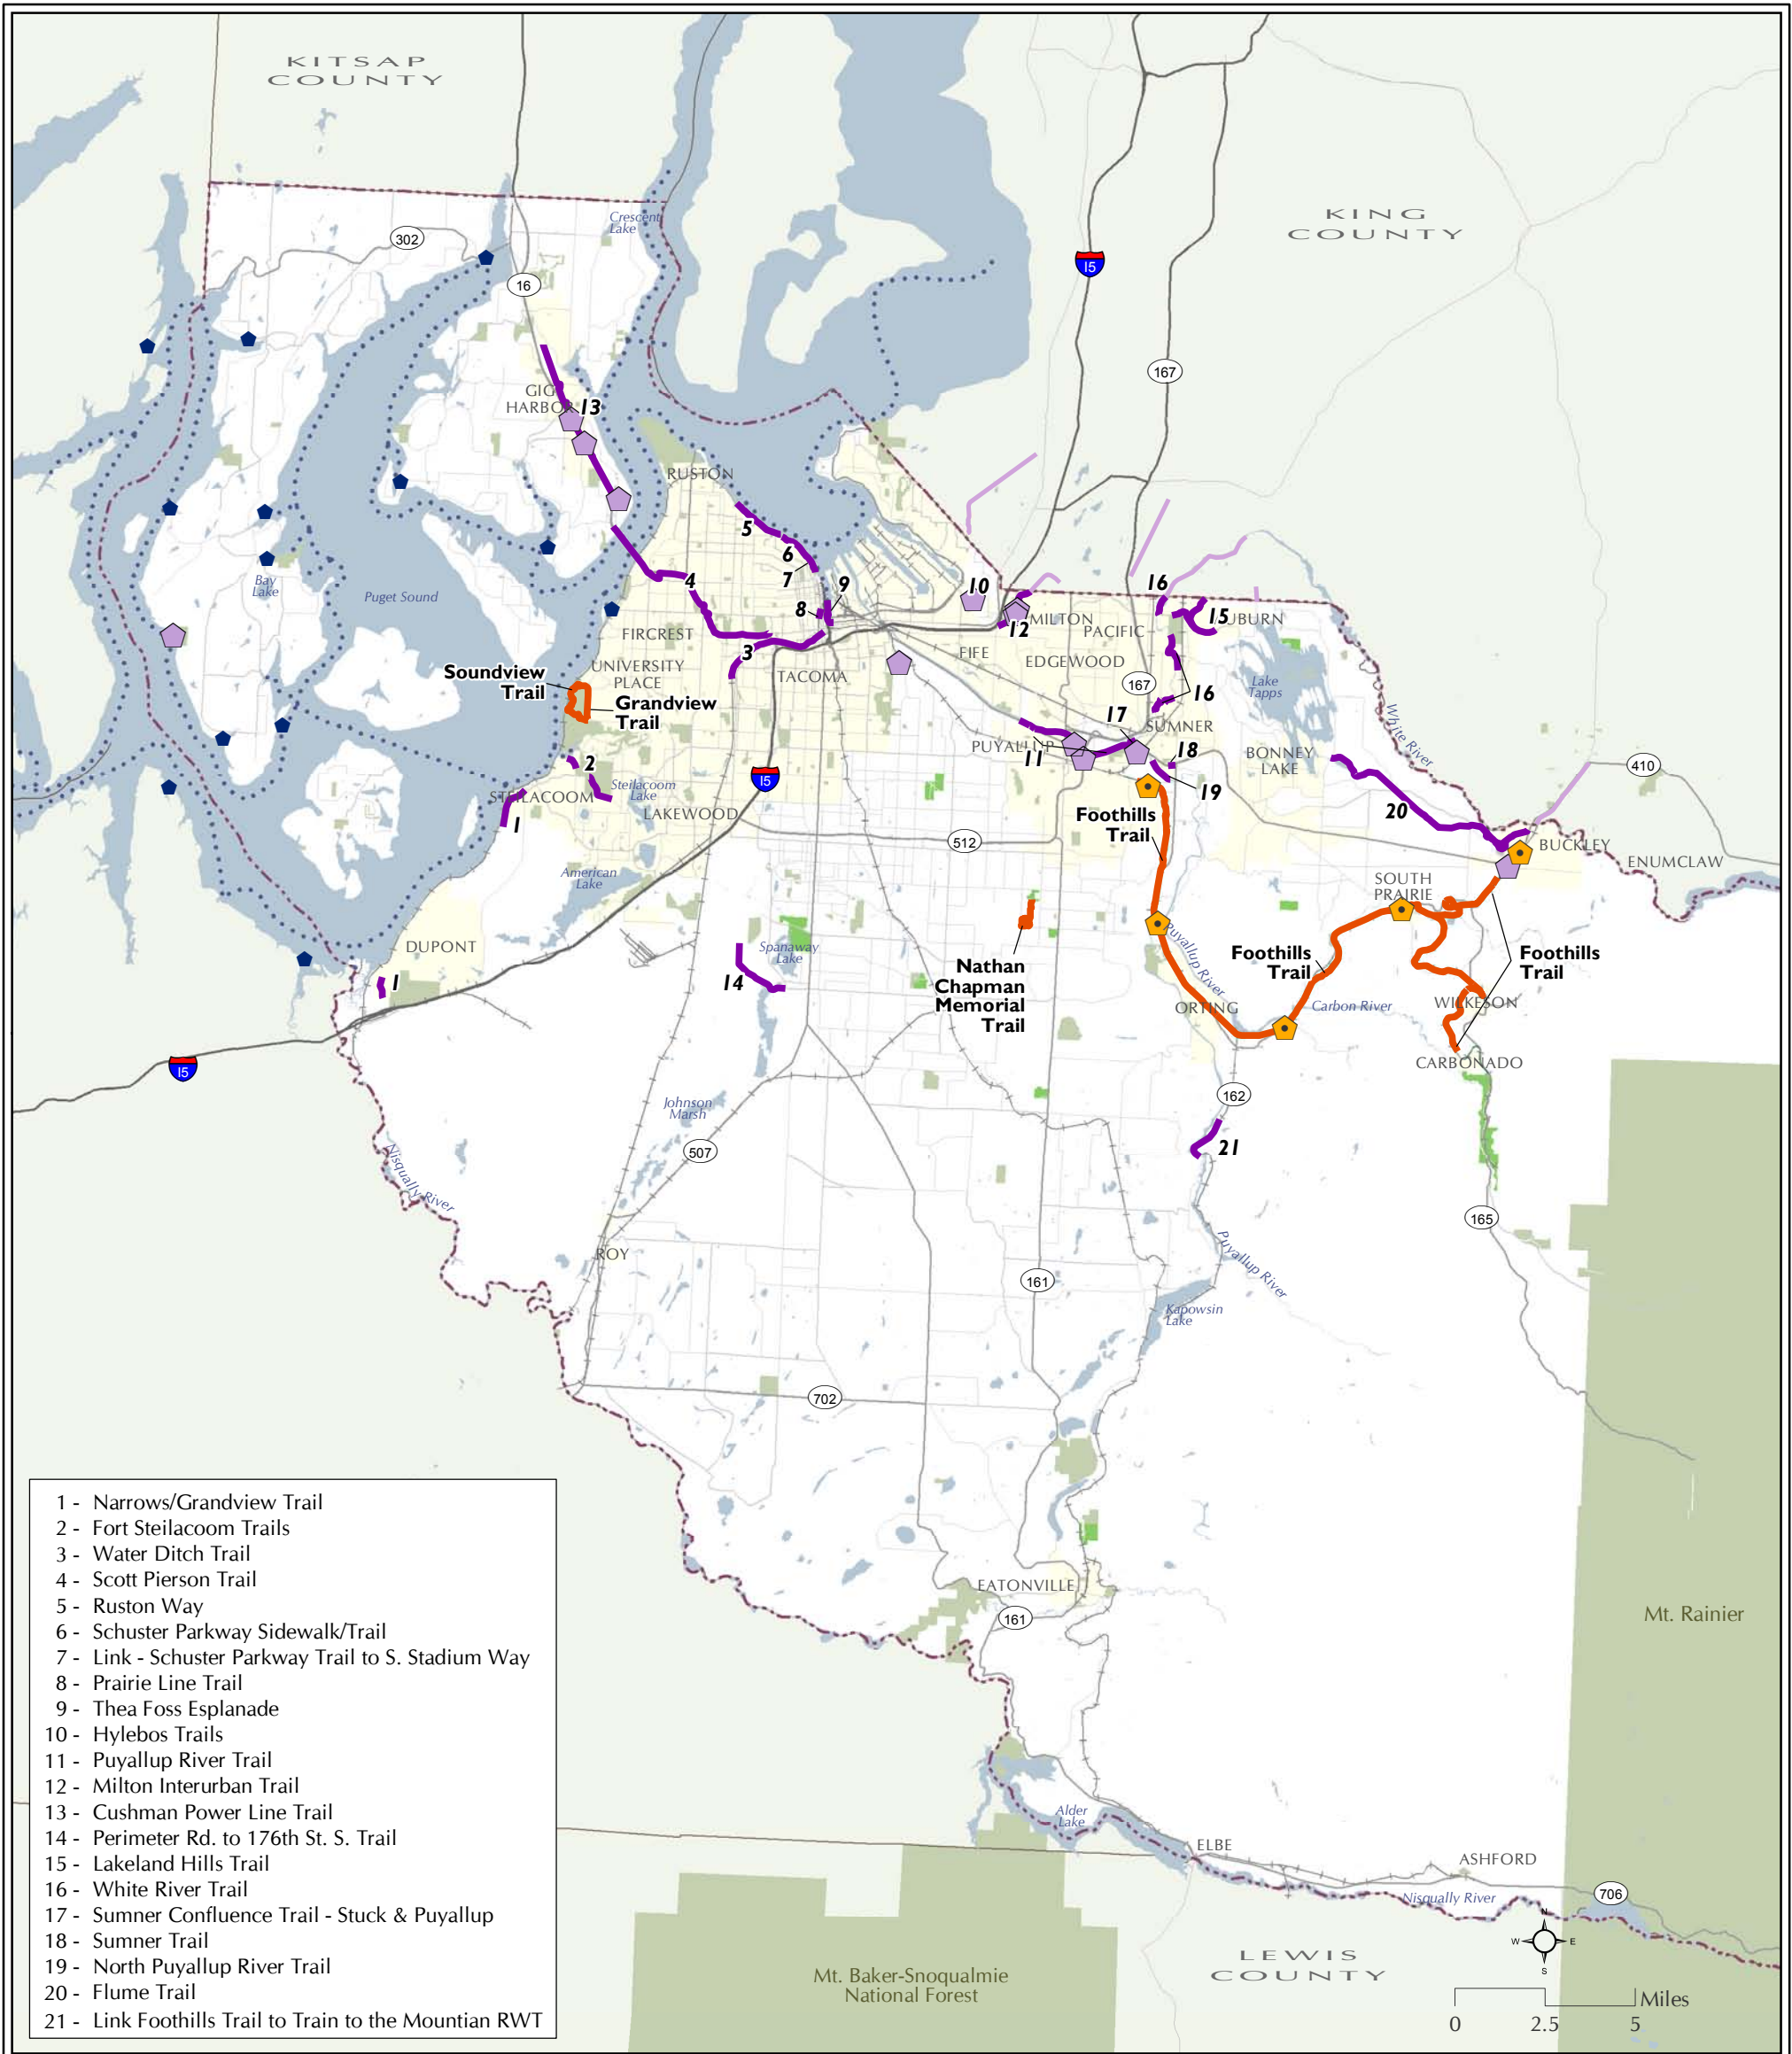 KITSAP
COUNTY
KING
COUNTY
Crescent
Lake
302
16
I5
167
GIG
HARBOR
13
RUSTON
5
6
7
4
9
8
10
16
15
AUBURN
12
MILTON
PACIFIC
Bay
Lake
Puget Sound
FIRCREST
FIFE
EDGEWOOD
3
UNIVERSITY
PLACE
TACOMA
Soundview
Trail
Grandview
Trail
167
16
Lake
Tapps
White River
17
SUMNER
PUYALLUP
11
18
BONNEY
LAKE
410
2
I5
STEILACOOM
Steilacoom
Lake
19
20
1
LAKEWOOD
Foothills
Trail
512
BUCKLEY
ENUMCLAW
American
Lake
SOUTH
PRAIRIE
DUPONT
Spanaway
Lake
Puyallup River
Foothills
Trail
Foothills
Trail
Nathan
Chapman
Memorial
Trail
1
14
ORTING
Carbon River
WILKESON
CARBONADO
I5
Johnson
Marsh
162
507
21
Nisqually River
165
ROY
Puyallup River
161
Kapowsin
Lake
702
EATONVILLE
161
Mt. Rainier
1 - Narrows/Grandview Trail
2 - Fort Steilacoom Trails
3 - Water Ditch Trail
4 - Scott Pierson Trail
5 - Ruston Way
6 - Schuster Parkway Sidewalk/Trail
7 - Link - Schuster Parkway Trail to S. Stadium Way
8 - Prairie Line Trail
9 - Thea Foss Esplanade
10 - Hylebos Trails
11 - Puyallup River Trail
12 - Milton Interurban Trail
13 - Cushman Power Line Trail
14 - Perimeter Rd. to 176th St. S. Trail
15 - Lakeland Hills Trail
16 - White River Trail
17 - Sumner Confluence Trail - Stuck & Puyallup
18 - Sumner Trail
19 - North Puyallup River Trail
20 - Flume Trail
21 - Link Foothills Trail to Train to the Mountian RWT
Alder
Lake
ELBE
ASHFORD
Nisqually River
706
LEWIS
COUNTY
Mt. Baker-Snoqualmie
National Forest
N
W
E
S
Miles
0
2.5
5